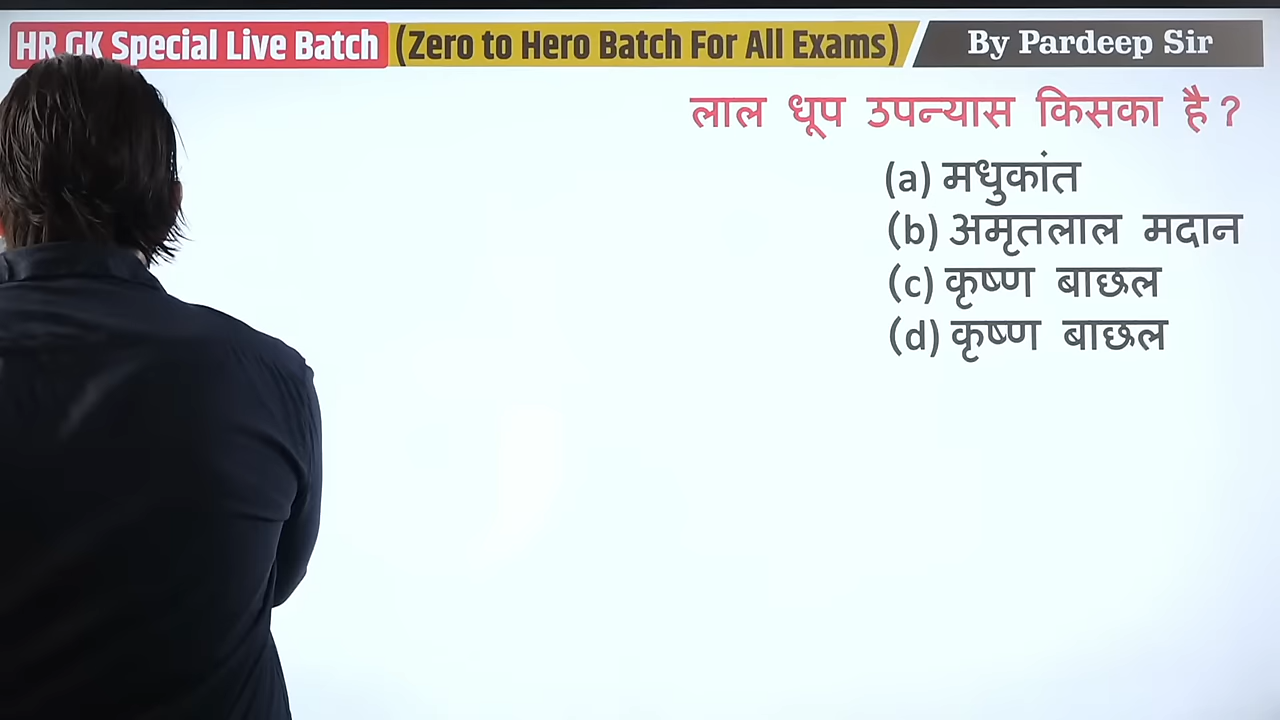 HR GK Special Live Batch (Zero to Hero Batch For All Exams) By Pardeep Sir
लाल धूप उपन्यास किसका है ?
(a) मधुकांत
(b) अमृतलाल मदान
(c) कृष्ण बाछल
(d) कृष्ण बाछल